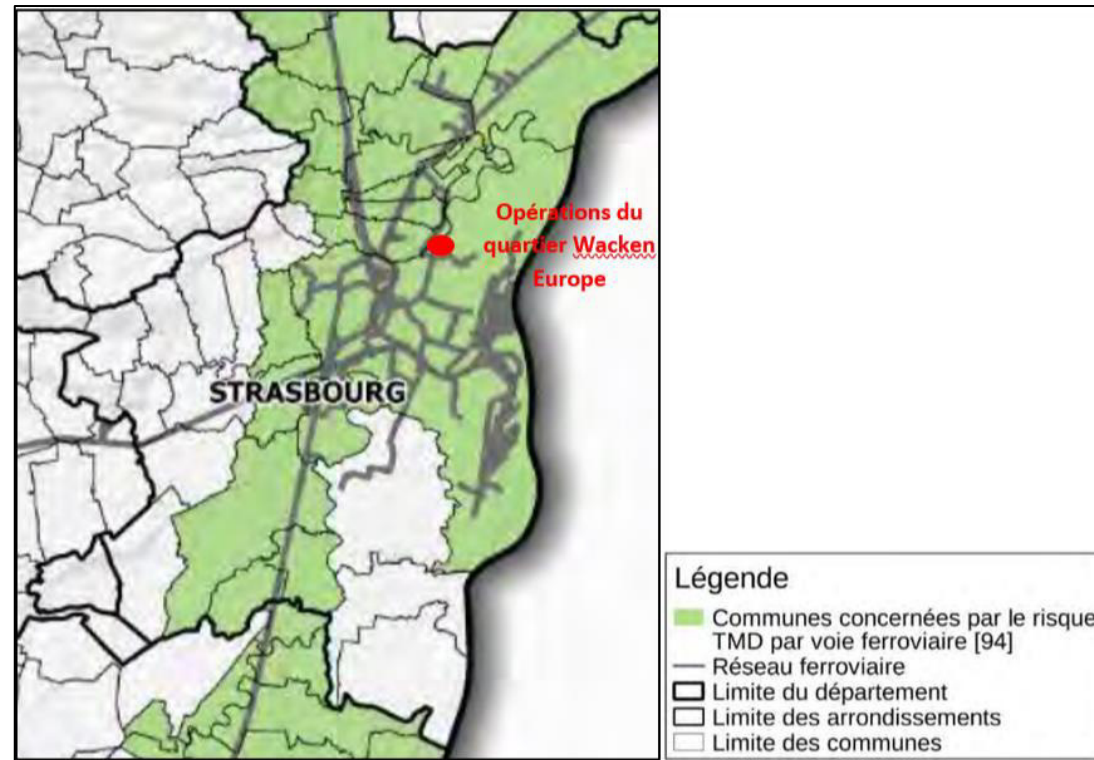 Opérations du
quartier Wacken
Europe
STRASBOURG
Légende
Communes concernées par le risque
TMD par voie ferroviaire [94]
Réseau ferroviaire
Limite du département
Limite des arrondissements
Limite des communes